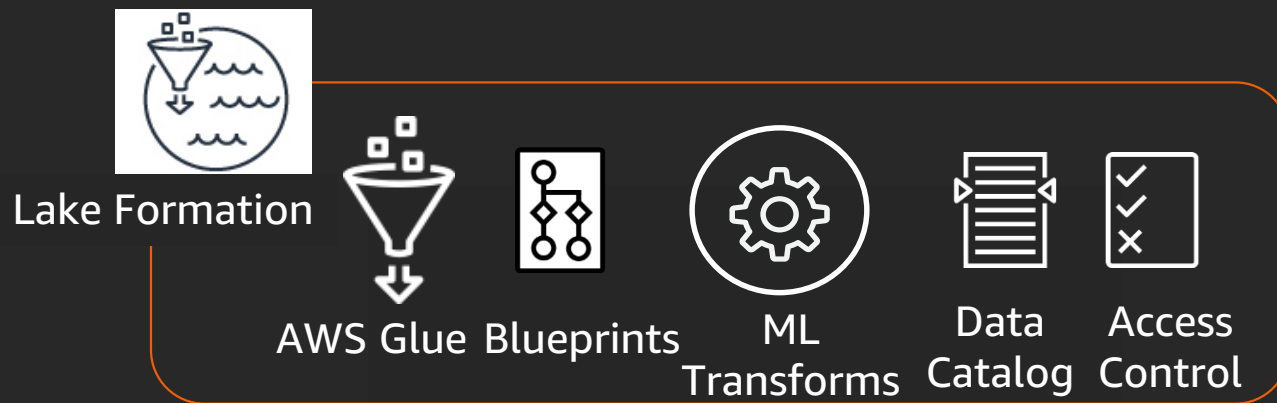 Lake Formation
AWS Glue
Blueprints
ML
Transforms
Data
Catalog
Access
Control